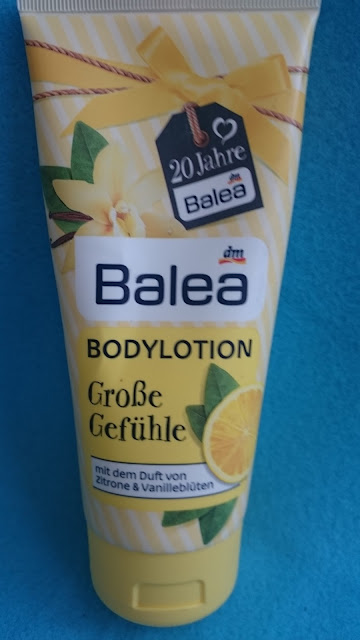 20 Jahre
dm
Balea
dm
Balea
BODYLOTION
Große
Gefühle
mit dem Duft von
Zitrone & Vanilleblüten